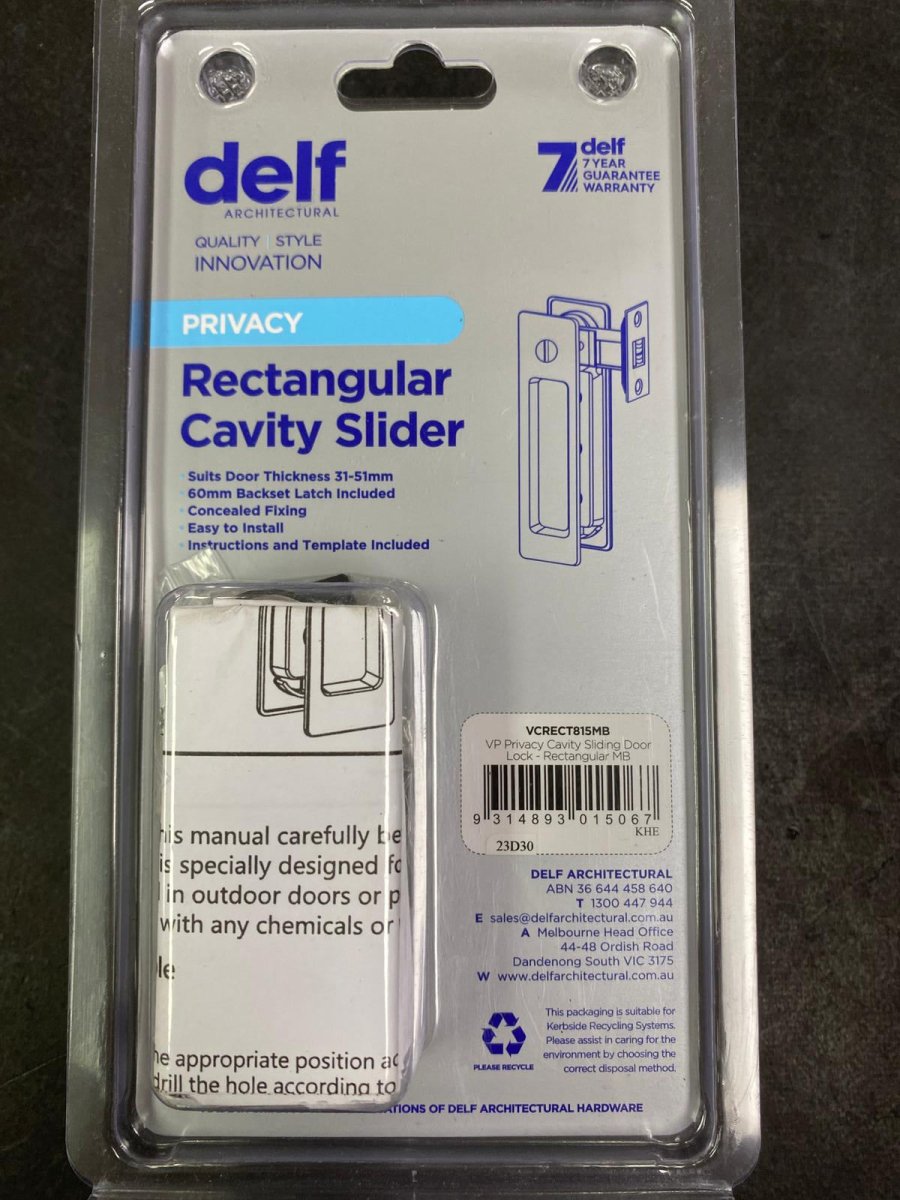 delf
ARCHITECTURAL
QUALITY | STYLE
INNOVATION
7
delf
7 YEAR
GUARANTEE
WARRANTY
PRIVACY
Rectangular
Cavity Slider
Suits Door Thickness 31-51mm
60mm Backset Latch Included
Concealed Fixing
Easy to Install
Instructions and Template Included
his manual carefully be
is specially designed fo
in outdoor doors or p
with any chemicals or
le
he appropriate position ac
drill the hole according to
VCRECT815MB
VP Privacy Cavity Sliding Door
Lock - Rectangular MB
9 314893 015067
KHE
23D30
DELF ARCHITECTURAL
ABN 36 644 458 640
T 1300 447 944
E sales@delfarchitectural.com.au
A Melbourne Head Office
44-48 Ordish Road
Dandenong South VIC 3175
W www.delfarchitectural.com.au
PLEASE RECYCLE
This packaging is suitable for
Kerbside Recycling Systems.
Please assist in caring for the
environment by choosing the
correct disposal method.
ATIONS OF DELF ARCHITECTURAL HARDWARE